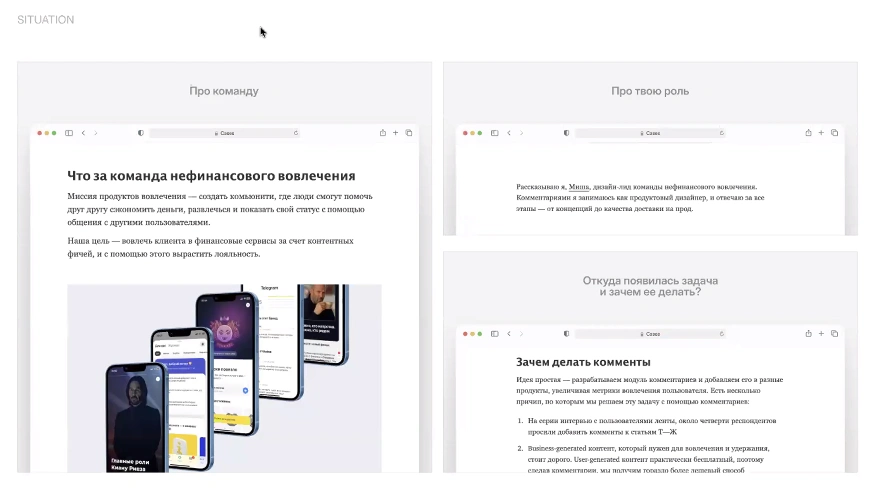 SITUATION
Про команду
Cases
Что за команда нефинансового вовлечения
Миссия продуктов вовлечения — создать комьюнити, где люди смогут помочь
друг другу сэкономить деньги, развлечься и показать свой статус с помощью
общения с другими пользователями.
Наша цель — вовлечь клиента в финансовые сервисы за счет контентных
фичей, и с помощью этого вырастить лояльность.
Telegram
Главные роли
Киану Ривза
Про твою роль
Cases
Рассказываю я, Миша, дизайн-лид команды нефинансового вовлечения.
Комментариями я занимаюсь как продуктовый дизайнер, и отвечаю за все
этапы — от концепций до качества доставки на прод.
Откуда появилась задача
и зачем ее делать?
Cases
Зачем делать комменты
Идея простая — разрабатываем модуль комментариев и добавляем его в разные
продукты, увеличивая метрики вовлечения пользователя. Есть несколько
причин, по которым мы решаем эту задачу с помощью комментариев:
1. На серии интервью с пользователями ленты, около четверти респондентов
просили добавить комменты к статьям Т—Ж
2. Business-generated контент, который нужен для вовлечения и удержания,
стоит дорого. User-generated контент практически бесплатный, поэтому
сделав комментарии, мы получим гораздо более дешевый способ